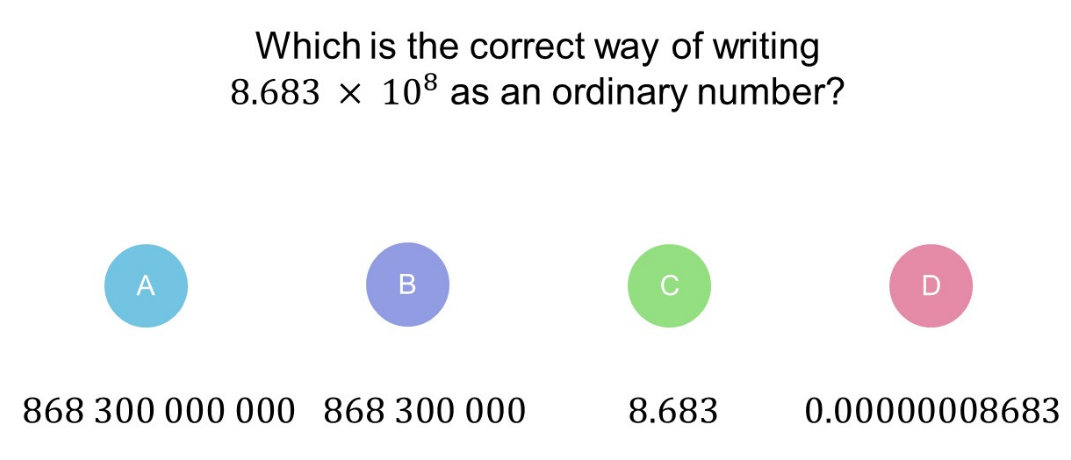 Which is the correct way of writing
8.683 × 10⁸ as an ordinary number?
A B C D
868 300 000 000 868 300 000 8.683 0.00000008683